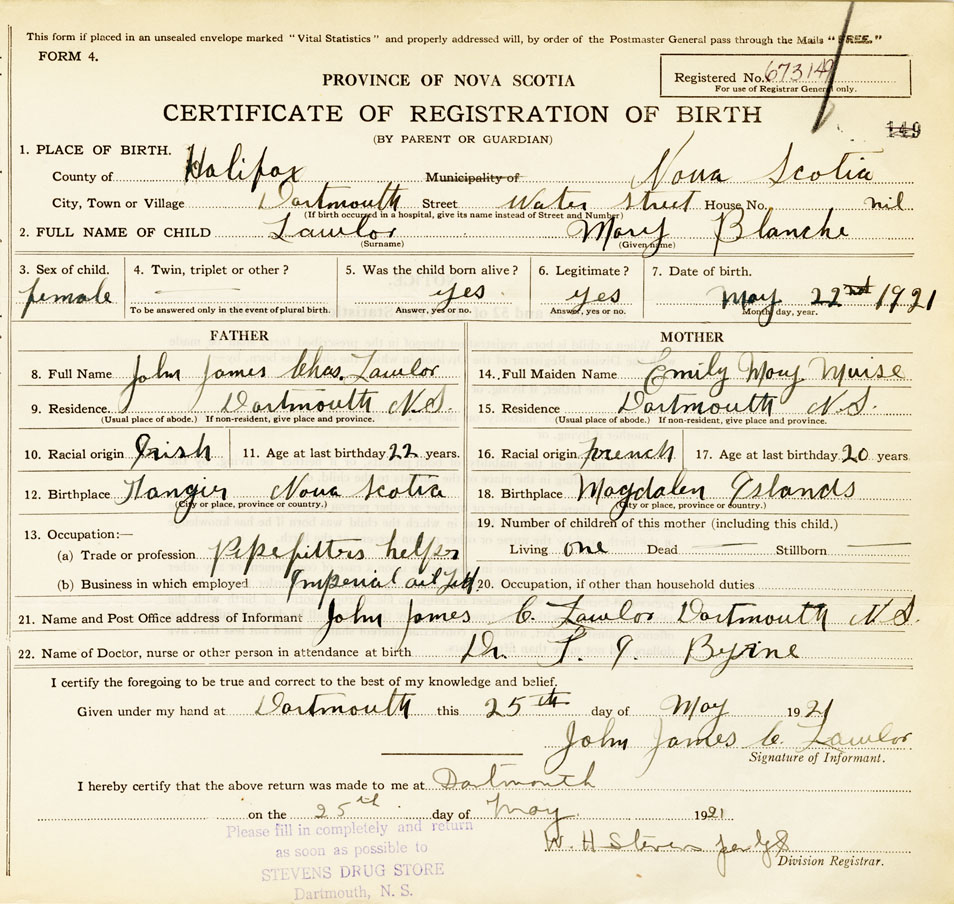 This form if placed in an unsealed envelope marked "Vital Statistics" and properly addressed will, by order of the Postmaster General pass through the Mails "FREE."
FORM 4.
PROVINCE OF NOVA SCOTIA
Registered No. 673149
For use of Registrar General only.
CERTIFICATE OF REGISTRATION OF BIRTH
149
(BY PARENT OR GUARDIAN)
1. PLACE OF BIRTH.
County of Halifax Municipality of Nova Scotia
City, Town or Village Dartmouth Street Water Street House No. nil
(If birth occurred in a hospital, give its name instead of Street and Number)
2. FULL NAME OF CHILD Lawlor Mary Blanche
(Surname) (Given name)
3. Sex of child. 4. Twin, triplet or other? 5. Was the child born alive? 6. Legitimate? 7. Date of birth.
female yes yes May 22nd 1921
To be answered only in the event of plural birth. Answer, yes or no. Answer, yes or no. Month, day, year.
FATHER MOTHER
8. Full Name John James Chas. Lawlor 14. Full Maiden Name Emily Mary Muise
9. Residence. Dartmouth N.S. 15. Residence Dartmouth N.S.
(Usual place of abode.) If non-resident, give place and province. (Usual place of abode.) If non-resident, give place and province.
10. Racial origin Irish 11. Age at last birthday 22 years. 16. Racial origin french 17. Age at last birthday 20 years
12. Birthplace Tangier Nova Scotia 18. Birthplace Magdalen Islands
(City or place, province or country.) (City or place, province or country.)
13. Occupation:— 19. Number of children of this mother (including this child.)
(a) Trade or profession Pipefitters helper Living one Dead Stillborn
(b) Business in which employed Imperial oil Ltd. 20. Occupation, if other than household duties
21. Name and Post Office address of Informant John James C. Lawlor Dartmouth N.S.
22. Name of Doctor, nurse or other person in attendance at birth Dr. Byrne
I certify the foregoing to be true and correct to the best of my knowledge and belief.
Given under my hand at Dartmouth this 25th day of May 1921
John James C. Lawlor
Signature of Informant.
I hereby certify that the above return was made to me at Dartmouth
on the 25th day of May 1921
Please fill in completely and return
as soon as possible to
STEVENS DRUG STORE
Dartmouth, N. S.
W. H. Stevens per
Division Registrar.